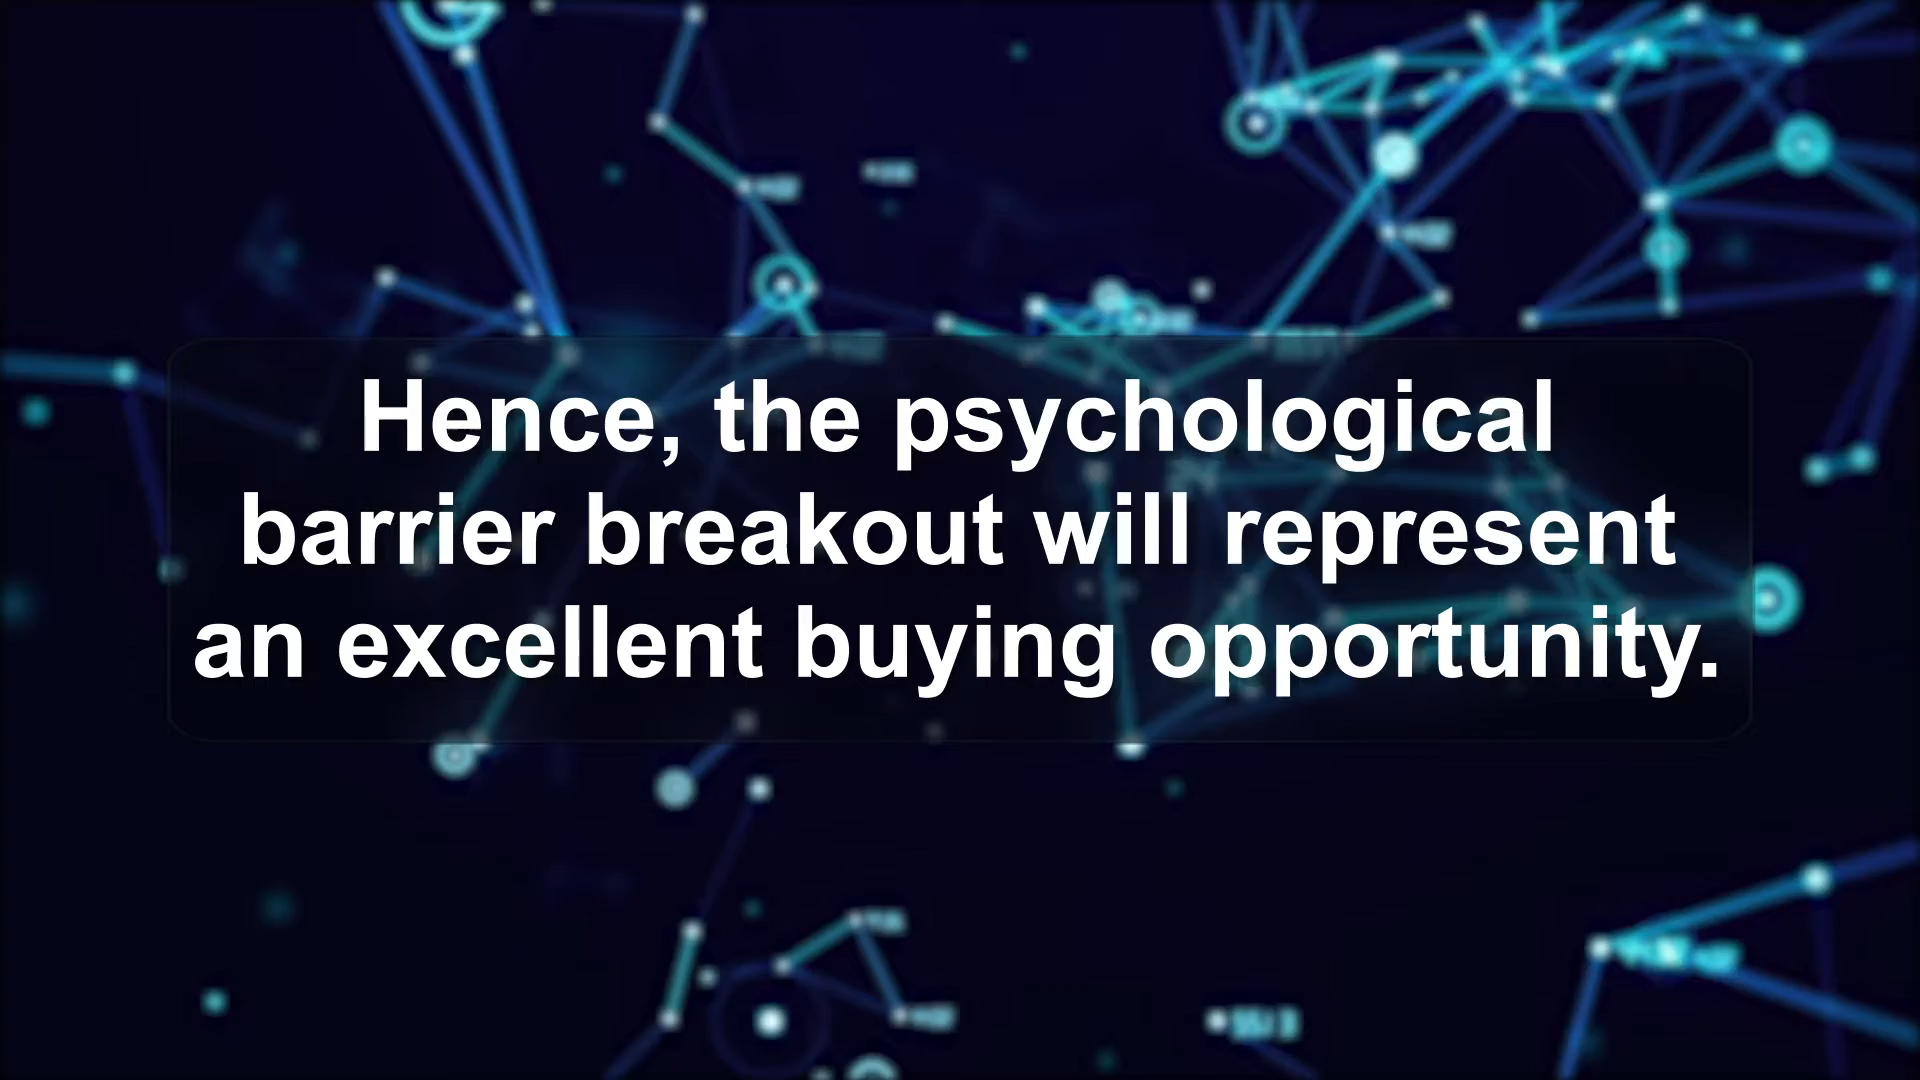 Hence, the psychological
barrier breakout will represent
an excellent buying opportunity.